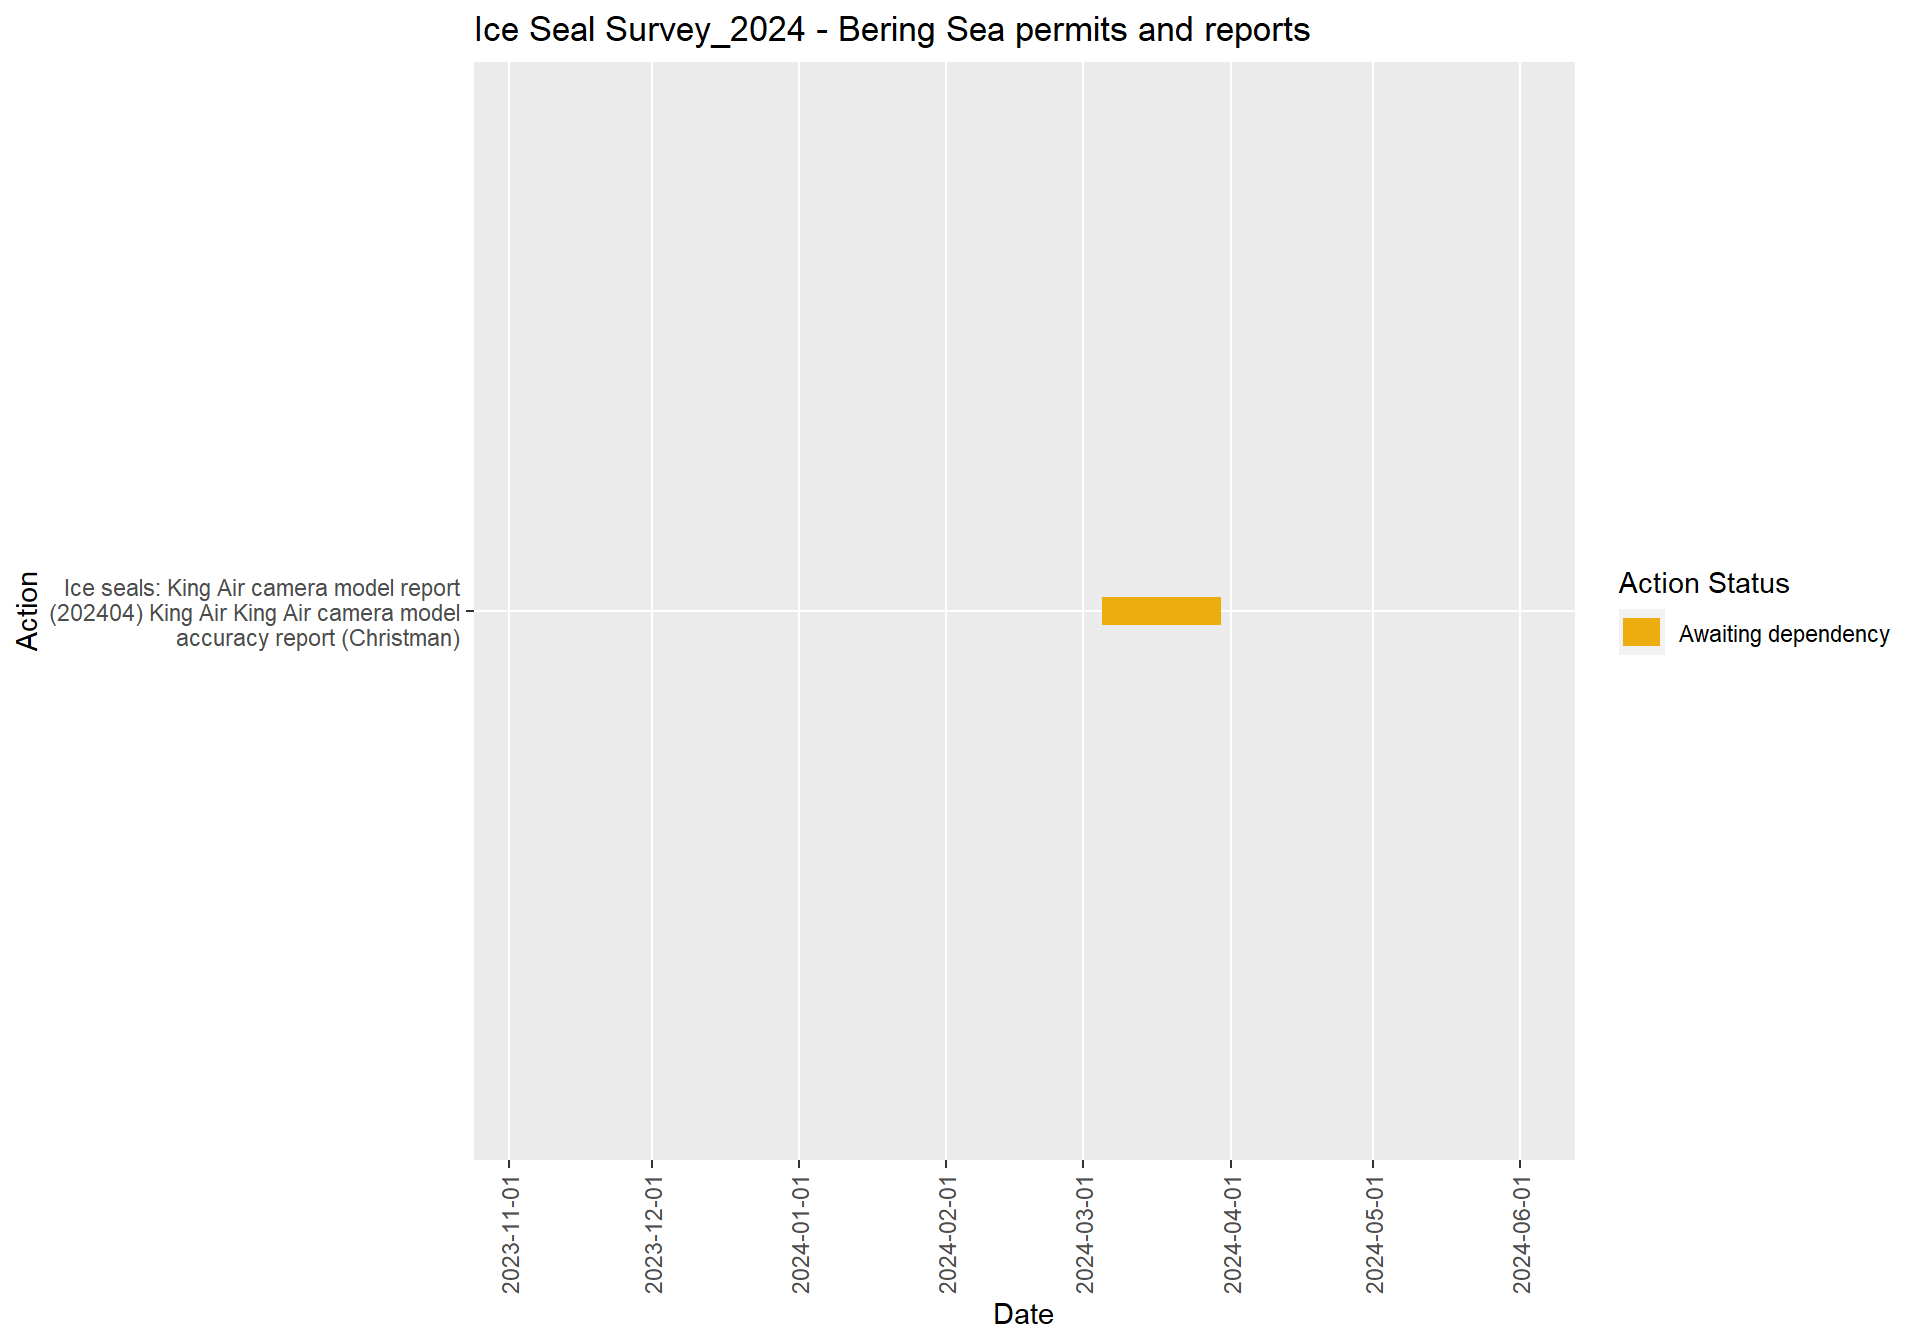 Ice Seal Survey_2024 - Bering Sea permits and reports
Action
Ice seals: King Air camera model report
(202404) King Air King Air camera model
accuracy report (Christman)
Action Status
Awaiting dependency
2023-11-01
2023-12-01
2024-01-01
2024-02-01
2024-03-01
2024-04-01
2024-05-01
2024-06-01
Date